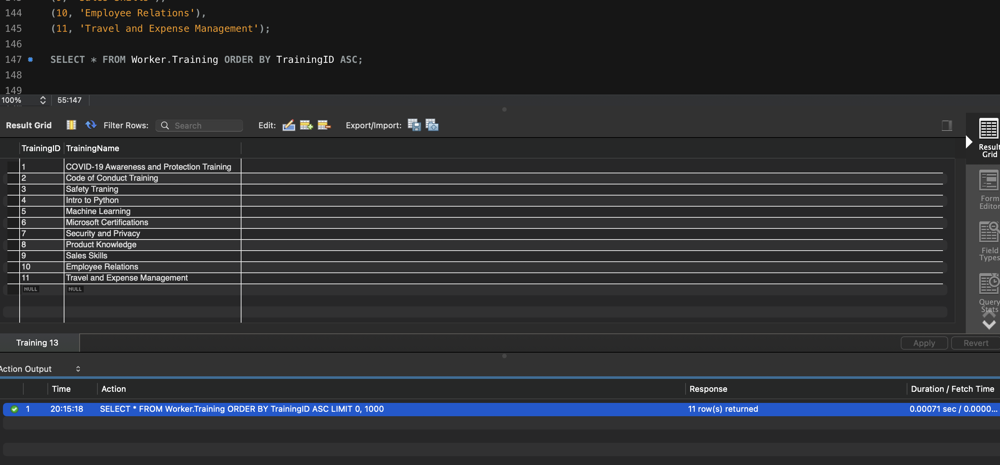 (9, 'Sales Skills'),
144 (10, 'Employee Relations'),
145 (11, 'Travel and Expense Management');
146
147 SELECT * FROM Worker.Training ORDER BY TrainingID ASC;
148
149
100% 55:147
Result Grid Filter Rows: Search Edit: Export/Import:
Result Grid
TrainingID TrainingName
1 COVID-19 Awareness and Protection Training
2 Code of Conduct Training
3 Safety Traning
4 Intro to Python
5 Machine Learning
6 Microsoft Certifications
7 Security and Privacy
8 Product Knowledge
9 Sales Skills
10 Employee Relations
11 Travel and Expense Management
NULL NULL
Form Editor
Field Types
Query Stats
Training 13 Apply Revert
Action Output
Time Action Response Duration / Fetch Time
1 20:15:18 SELECT * FROM Worker.Training ORDER BY TrainingID ASC LIMIT 0, 1000 11 row(s) returned 0.00071 sec / 0.0000...